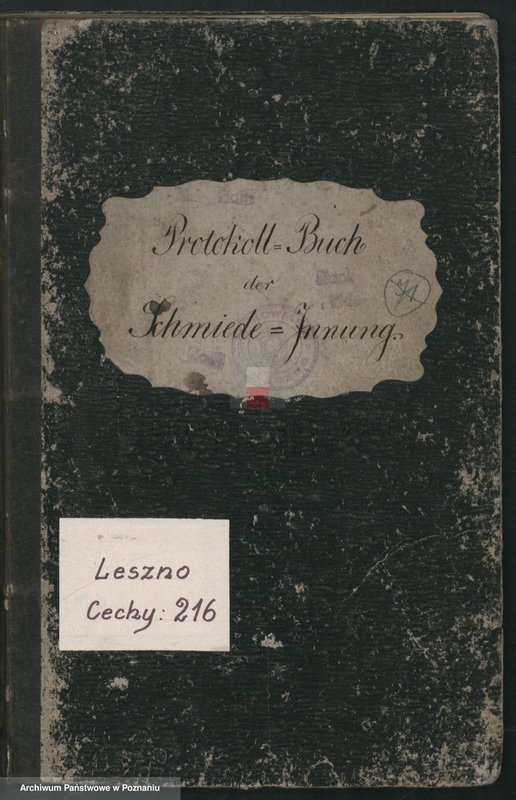 Protokoll=Buch
der
Schmiede=Innung.
Leszno
Cechy: 216
Archiwum Państwowe w Poznaniu